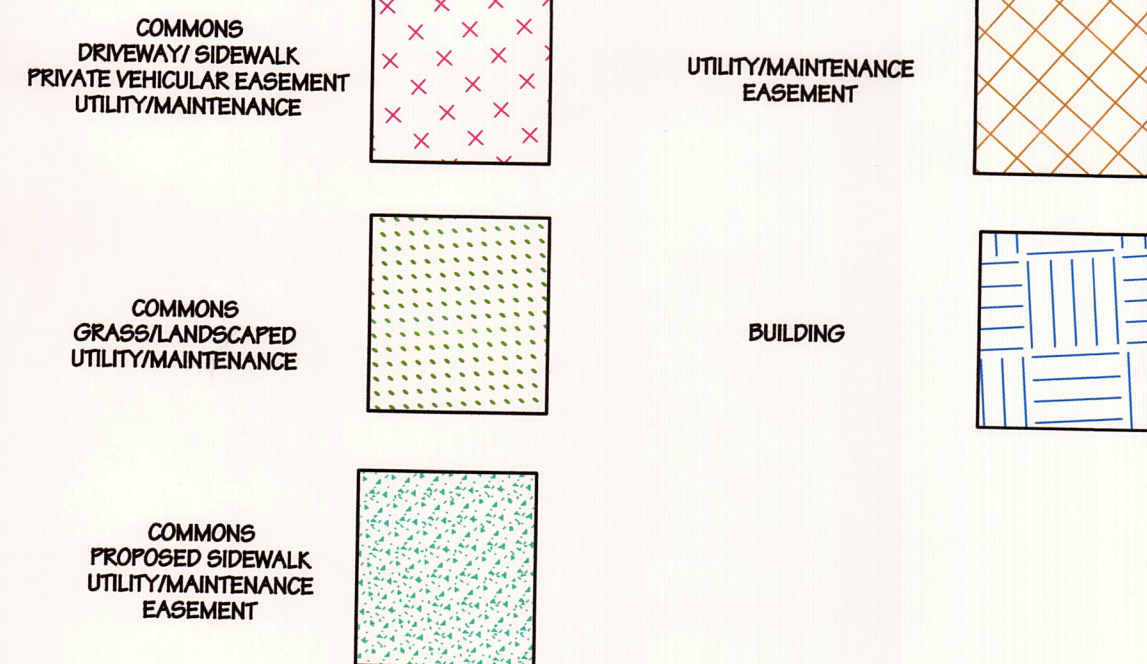 COMMONS
DRIVEWAY/ SIDEWALK
PRIVATE VEHICULAR EASEMENT
UTILITY/MAINTENANCE
UTILITY/MAINTENANCE
EASEMENT
COMMONS
GRASS/LANDSCAPED
UTILITY/MAINTENANCE
BUILDING
COMMONS
PROPOSED SIDEWALK
UTILITY/MAINTENANCE
EASEMENT